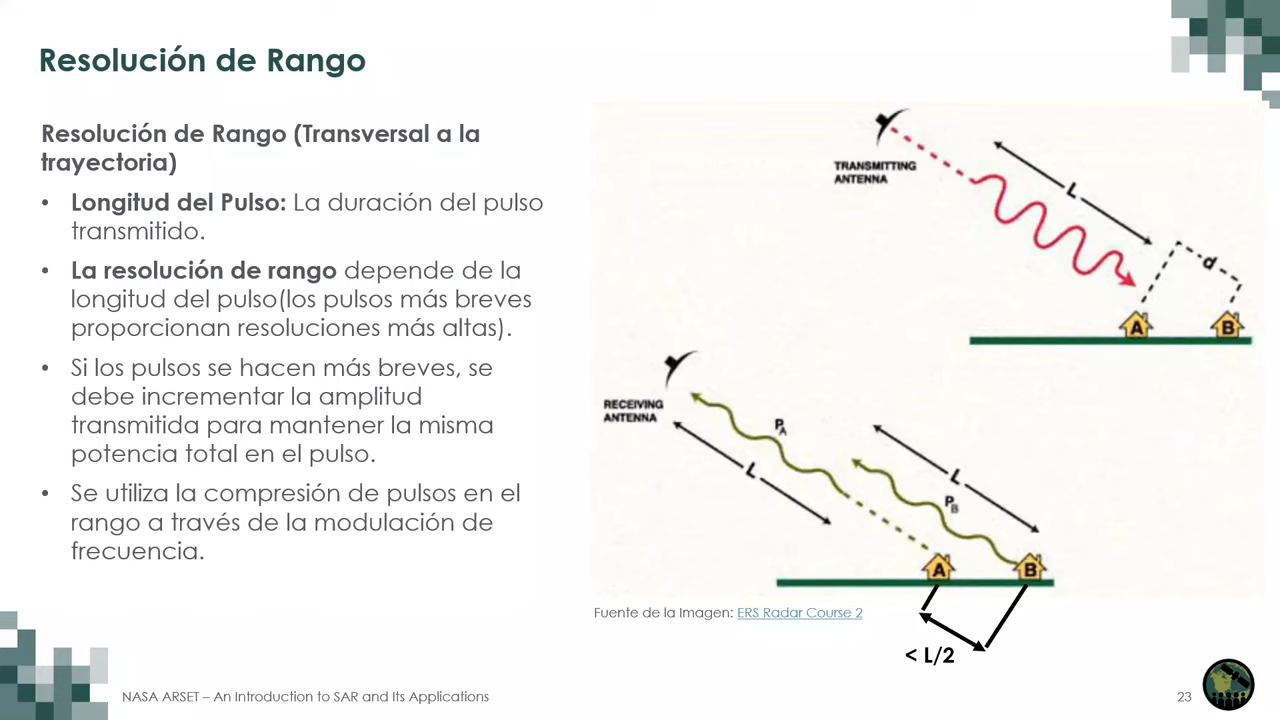 Resolución de Rango
Resolución de Rango (Transversal a la
trayectoria)
• Longitud del Pulso: La duración del pulso
transmitido.
• La resolución de rango depende de la
longitud del pulso(los pulsos más breves
proporcionan resoluciones más altas).
• Si los pulsos se hacen más breves, se
debe incrementar la amplitud
transmitida para mantener la misma
potencia total en el pulso.
• Se utiliza la compresión de pulsos en el
rango a través de la modulación de
frecuencia.
TRANSMITTING
ANTENNA
L
d
A
B
RECEIVING
ANTENNA
PA
L
L
PB
A
B
Fuente de la Imagen: ERS Radar Course 2
< L/2
NASA ARSET – An Introduction to SAR and Its Applications
23